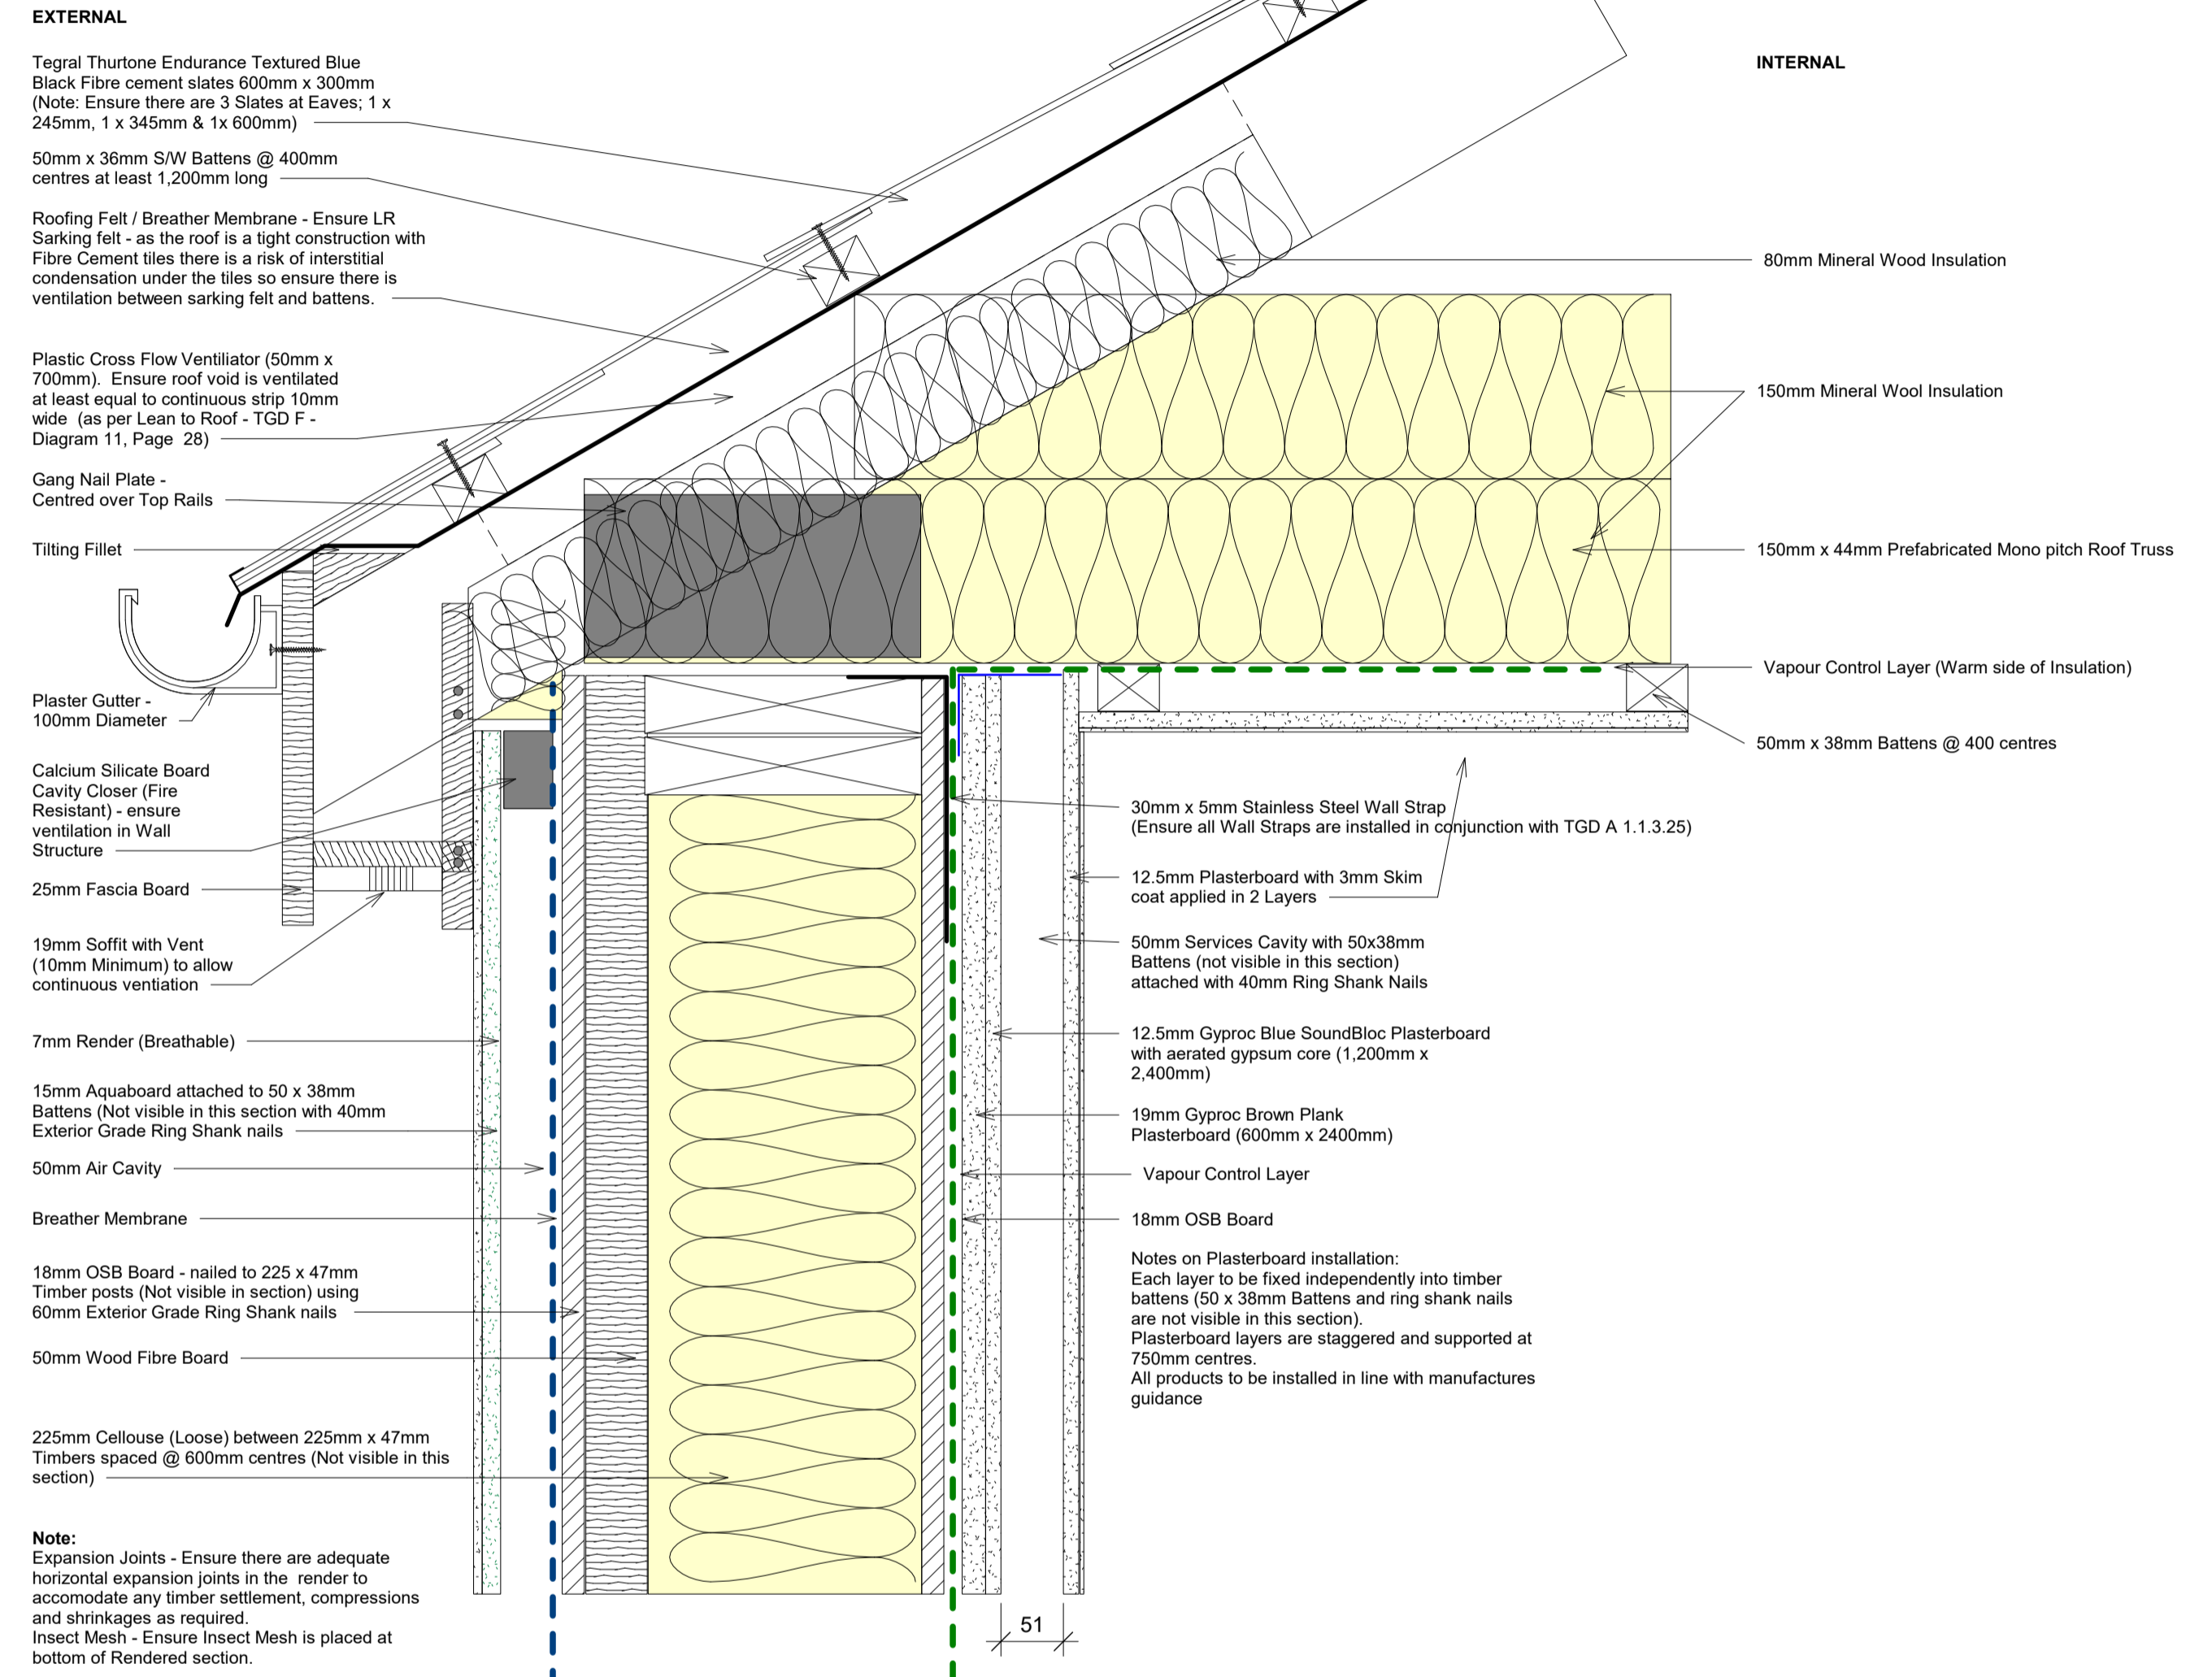 EXTERNAL
Tegral Thurtone Endurance Textured Blue
Black Fibre cement slates 600mm x 300mm
(Note: Ensure there are 3 Slates at Eaves; 1 x
245mm, 1 x 345mm & 1x 600mm)
50mm x 36mm S/W Battens @ 400mm
centres at least 1,200mm long
Roofing Felt / Breather Membrane - Ensure LR
Sarking felt - as the roof is a tight construction with
Fibre Cement tiles there is a risk of interstitial
condensation under the tiles so ensure there is
ventilation between sarking felt and battens.
Plastic Cross Flow Ventiliator (50mm x
700mm).  Ensure roof void is ventilated
at least equal to continuous strip 10mm
wide  (as per Lean to Roof - TGD F -
Diagram 11, Page  28)
Gang Nail Plate -
Centred over Top Rails
Tilting Fillet
Plaster Gutter -
100mm Diameter
Calcium Silicate Board
Cavity Closer (Fire
Resistant) - ensure
ventilation in Wall
Structure
25mm Fascia Board
19mm Soffit with Vent
(10mm Minimum) to allow
continuous ventiation
7mm Render (Breathable)
15mm Aquaboard attached to 50 x 38mm
Battens (Not visible in this section with 40mm
Exterior Grade Ring Shank nails
50mm Air Cavity
Breather Membrane
18mm OSB Board - nailed to 225 x 47mm
Timber posts (Not visible in section) using
60mm Exterior Grade Ring Shank nails
50mm Wood Fibre Board
225mm Cellouse (Loose) between 225mm x 47mm
Timbers spaced @ 600mm centres (Not visible in this
section)
Note:
Expansion Joints - Ensure there are adequate
horizontal expansion joints in the  render to
accomodate any timber settlement, compressions
and shrinkages as required.
Insect Mesh - Ensure Insect Mesh is placed at
bottom of Rendered section.
INTERNAL
80mm Mineral Wood Insulation
150mm Mineral Wool Insulation
150mm x 44mm Prefabricated Mono pitch Roof Truss
Vapour Control Layer (Warm side of Insulation)
50mm x 38mm Battens @ 400 centres
30mm x 5mm Stainless Steel Wall Strap
(Ensure all Wall Straps are installed in conjunction with TGD A 1.1.3.25)
12.5mm Plasterboard with 3mm Skim
coat applied in 2 Layers
50mm Services Cavity with 50x38mm
Battens (not visible in this section)
attached with 40mm Ring Shank Nails
12.5mm Gyproc Blue SoundBloc Plasterboard
with aerated gypsum core (1,200mm x
2,400mm)
19mm Gyproc Brown Plank
Plasterboard (600mm x 2400mm)
Vapour Control Layer
18mm OSB Board
Notes on Plasterboard installation:
Each layer to be fixed independently into timber
battens (50 x 38mm Battens and ring shank nails
are not visible in this section).
Plasterboard layers are staggered and supported at
750mm centres.
All products to be installed in line with manufactures
guidance
51